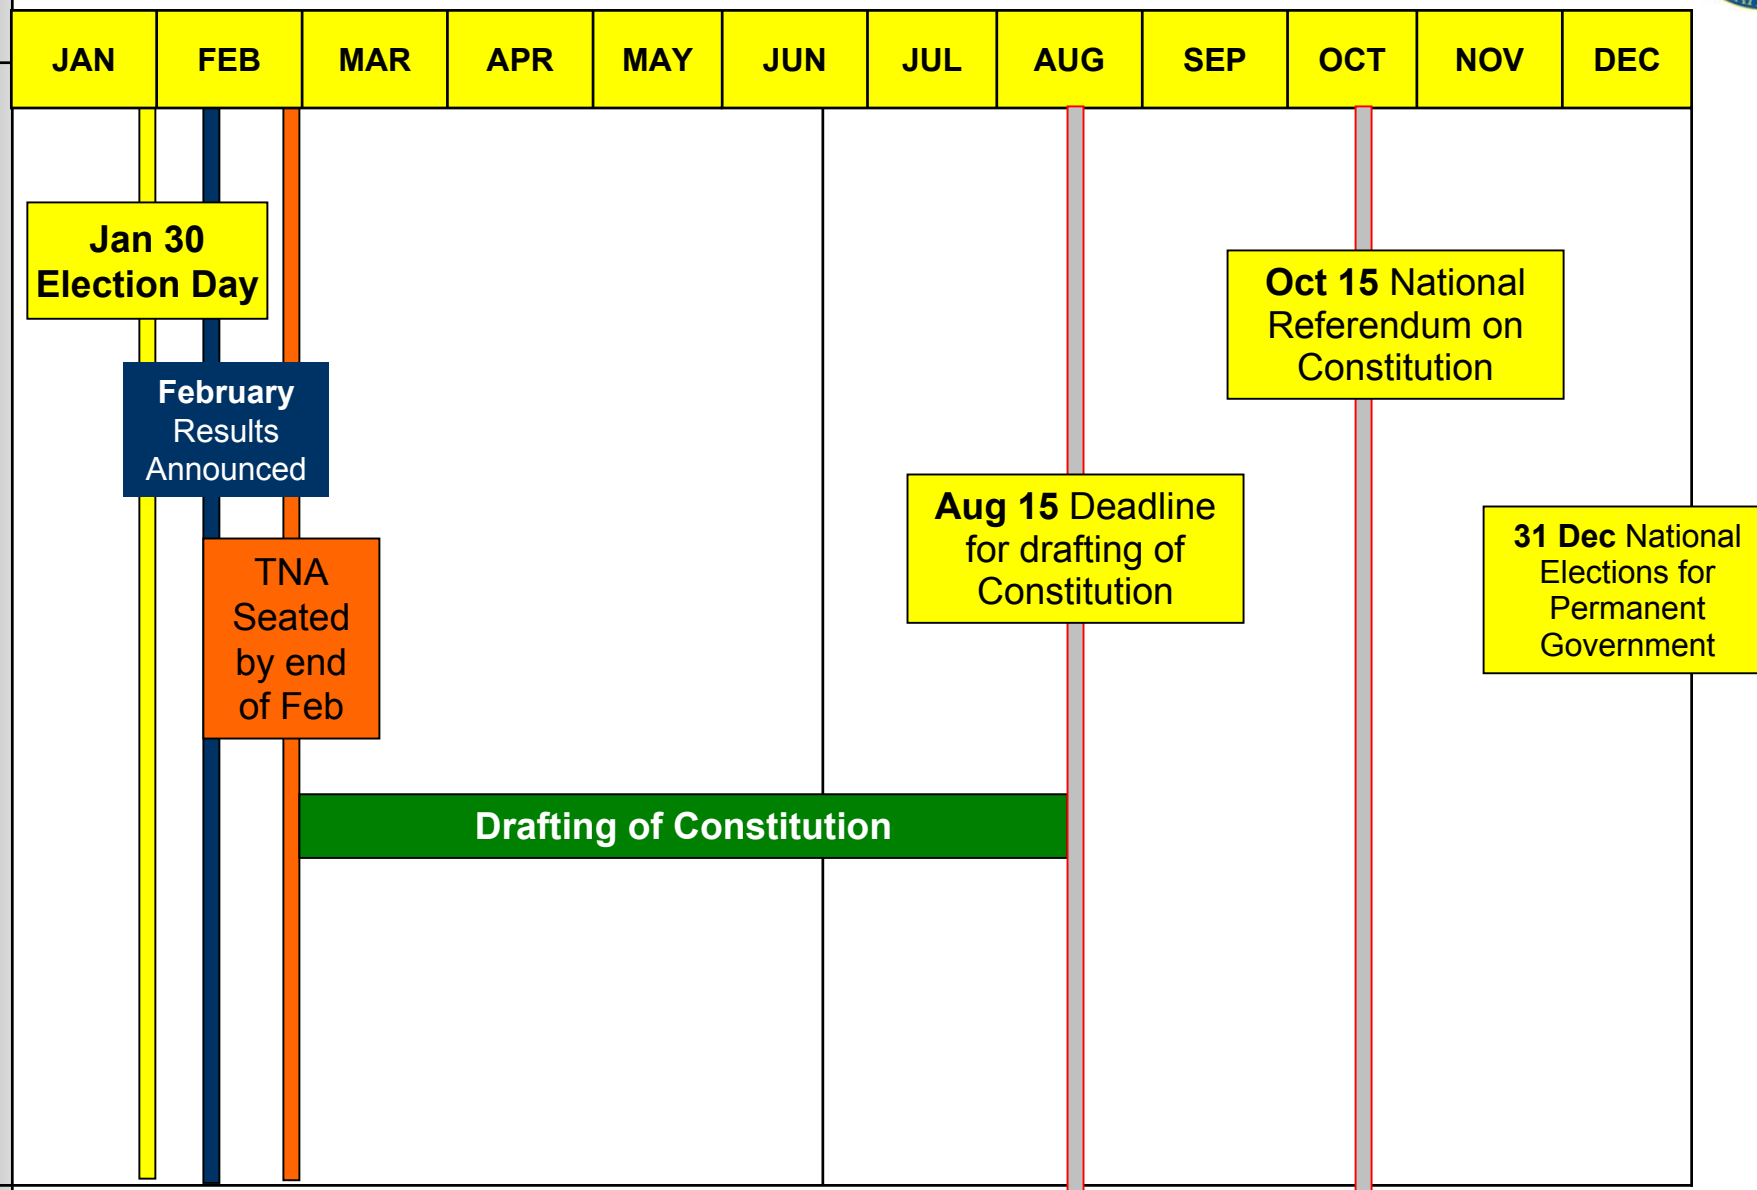 JAN FEB MAR APR MAY JUN JUL AUG SEP OCT NOV DEC
Jan 30
Election Day
February
Results
Announced
TNA
Seated
by end
of Feb
Drafting of Constitution
Aug 15 Deadline
for drafting of
Constitution
Oct 15 National
Referendum on
Constitution
31 Dec National
Elections for
Permanent
Government